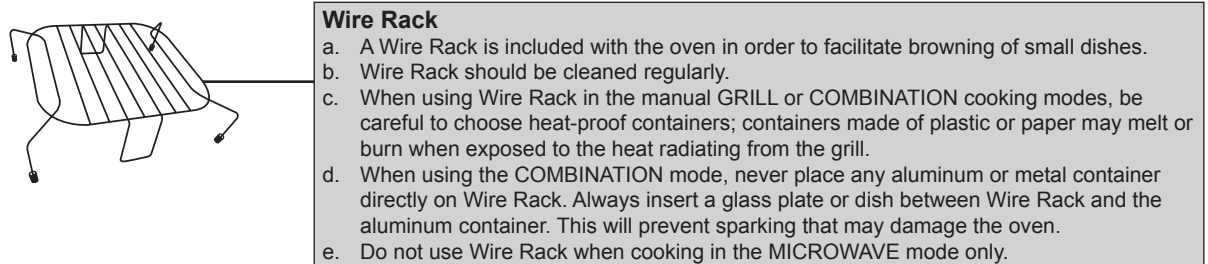 Wire Rack
a. A Wire Rack is included with the oven in order to facilitate browning of small dishes.
b. Wire Rack should be cleaned regularly.
c. When using Wire Rack in the manual GRILL or COMBINATION cooking modes, be
careful to choose heat-proof containers; containers made of plastic or paper may melt or
burn when exposed to the heat radiating from the grill.
d. When using the COMBINATION mode, never place any aluminum or metal container
directly on Wire Rack. Always insert a glass plate or dish between Wire Rack and the
aluminum container. This will prevent sparking that may damage the oven.
e. Do not use Wire Rack when cooking in the MICROWAVE mode only.